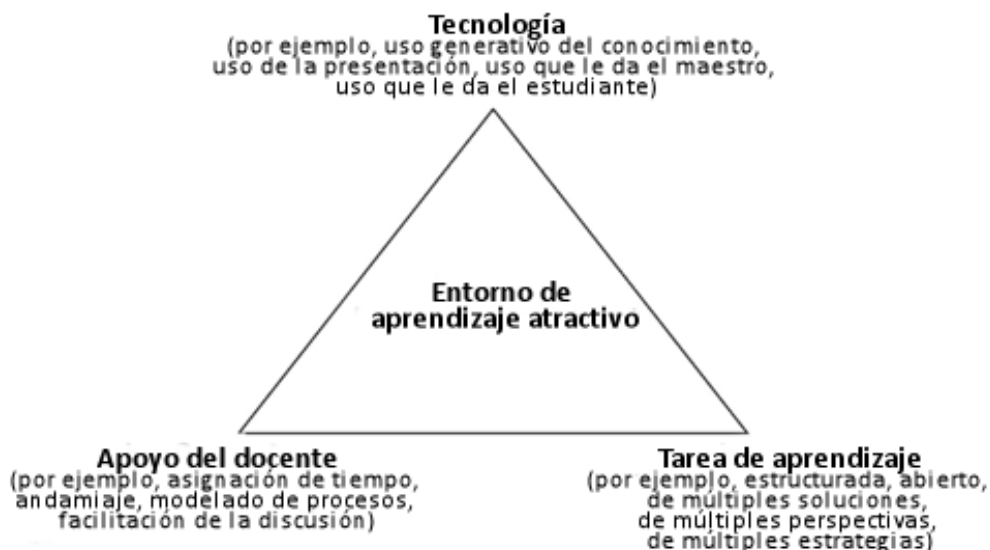 Tecnología
(por ejemplo, uso generativo del conocimiento,
uso de la presentación, uso que le da el maestro,
uso que le da el estudiante)
Entorno de
aprendizaje atractivo
Apoyo del docente
(por ejemplo, asignación de tiempo,
andamiaje, modelado de procesos,
facilitación de la discusión)
Tarea de aprendizaje
(por ejemplo, estructurada, abierto,
de múltiples soluciones,
de múltiples perspectivas,
de múltiples estrategias)